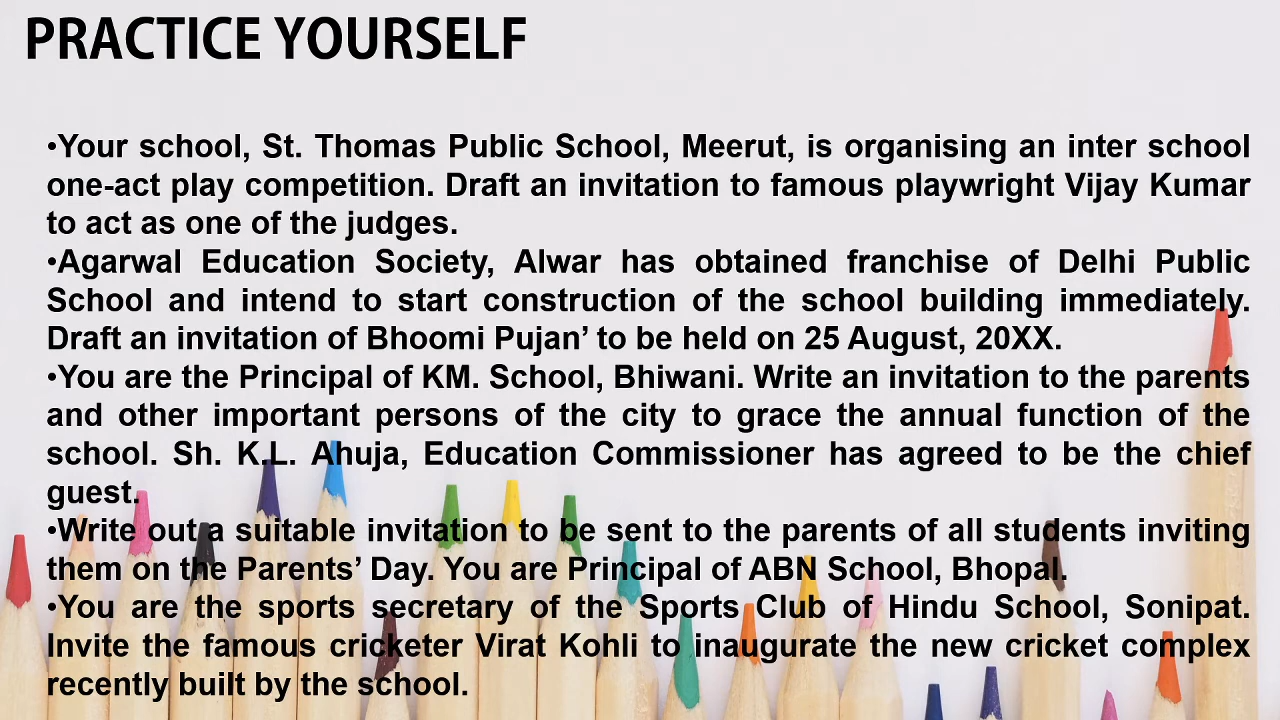 PRACTICE YOURSELF
•Your school, St. Thomas Public School, Meerut, is organising an inter school
one-act play competition. Draft an invitation to famous playwright Vijay Kumar
to act as one of the judges.
•Agarwal Education Society, Alwar has obtained franchise of Delhi Public
School and intend to start construction of the school building immediately.
Draft an invitation of Bhoomi Pujan’ to be held on 25 August, 20XX.
•You are the Principal of KM. School, Bhiwani. Write an invitation to the parents
and other important persons of the city to grace the annual function of the
school. Sh. K.L. Ahuja, Education Commissioner has agreed to be the chief
guest.
•Write out a suitable invitation to be sent to the parents of all students inviting
them on the Parents’ Day. You are Principal of ABN School, Bhopal.
•You are the sports secretary of the Sports Club of Hindu School, Sonipat.
Invite the famous cricketer Virat Kohli to inaugurate the new cricket complex
recently built by the school.